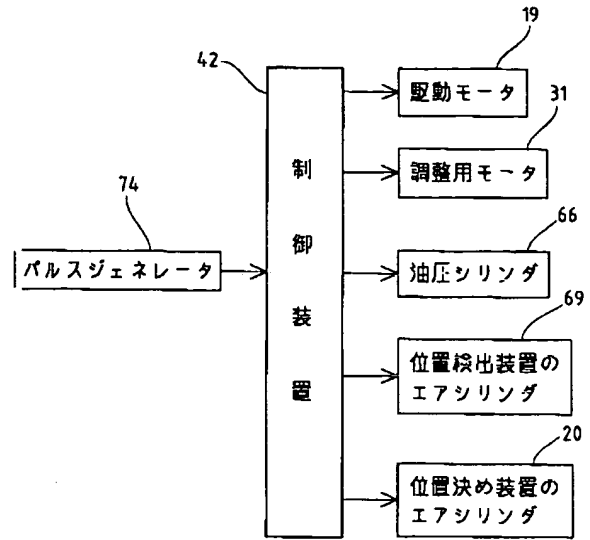 19
42
駆動モータ
31
調整用モータ
74
パルスジェネレータ
制御装置
66
油圧シリンダ
69
位置検出装置の
エアシリンダ
20
位置決め装置の
エアシリンダ